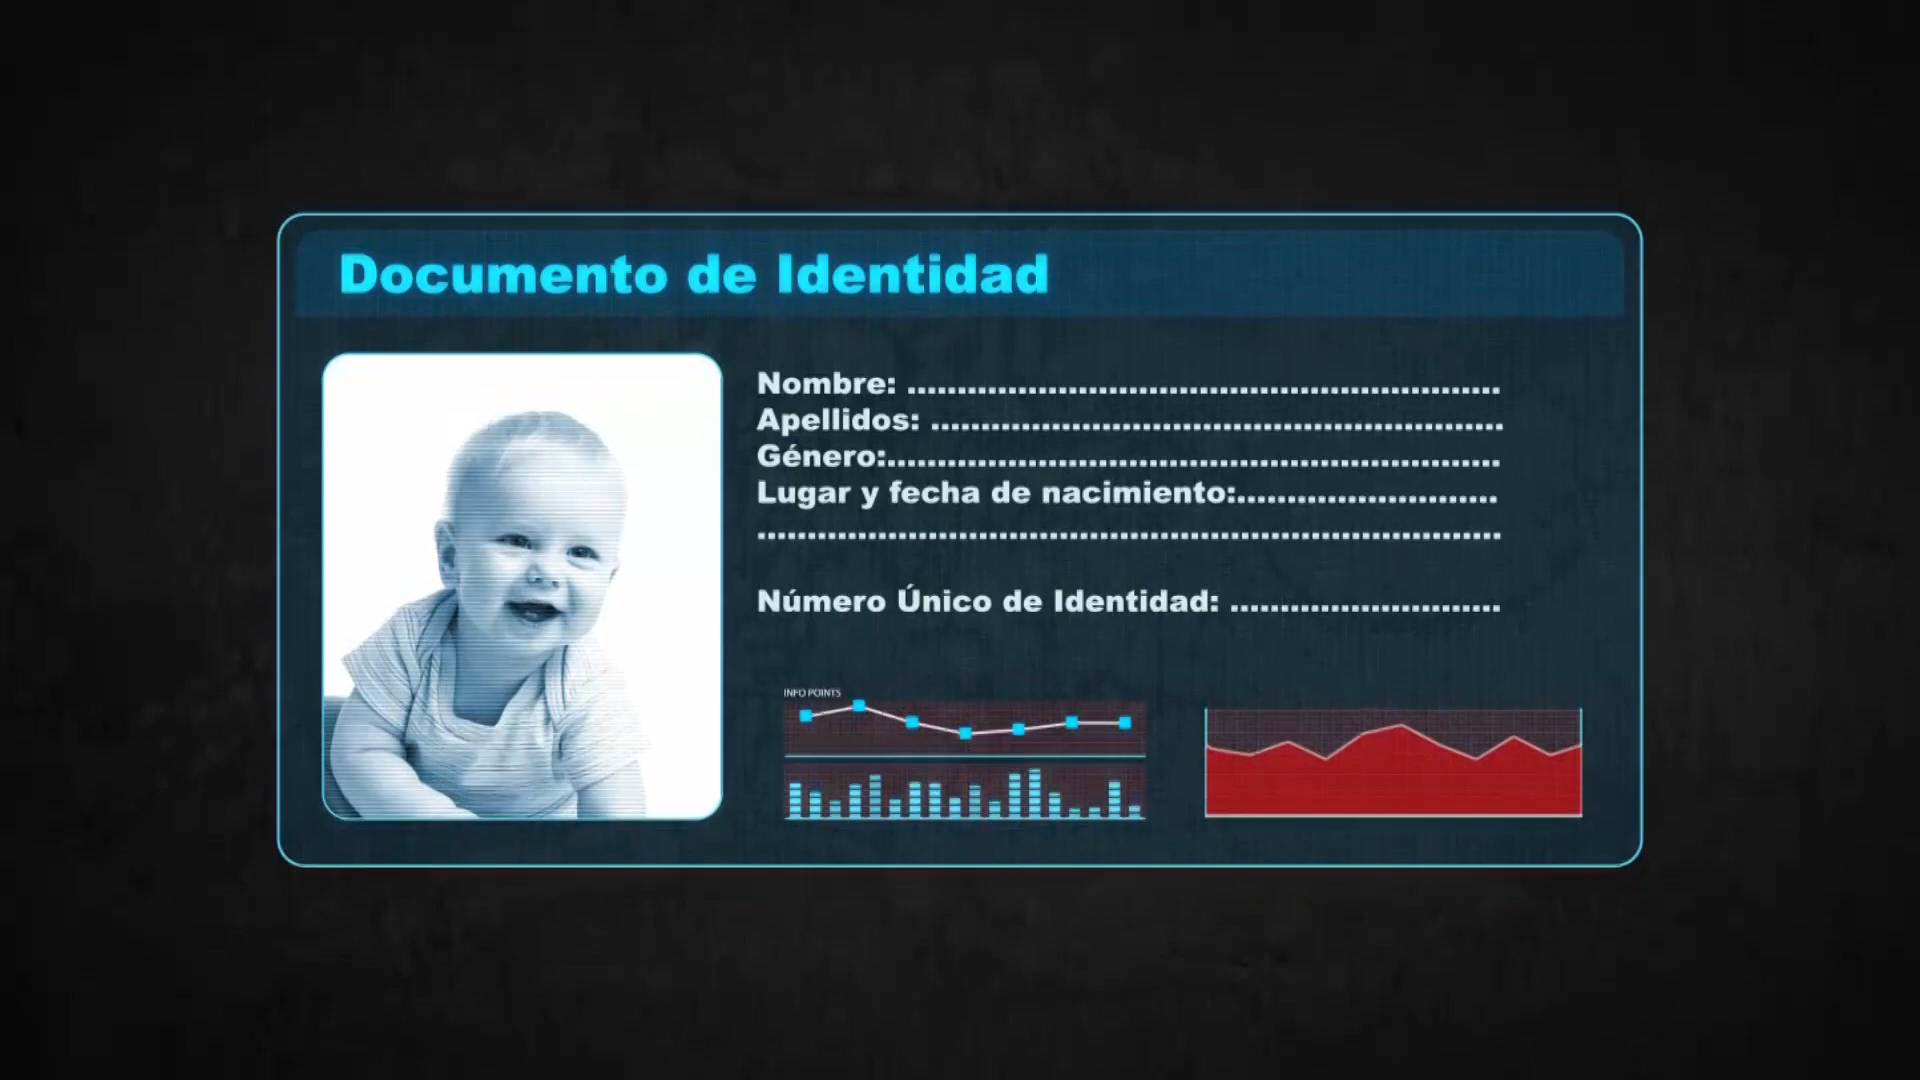 Documento de Identidad
Nombre: ...........................................................
Apellidos: .........................................................
Género:.............................................................
Lugar y fecha de nacimiento:..........................
..........................................................................
Número Único de Identidad: ...........................
INFO POINTS